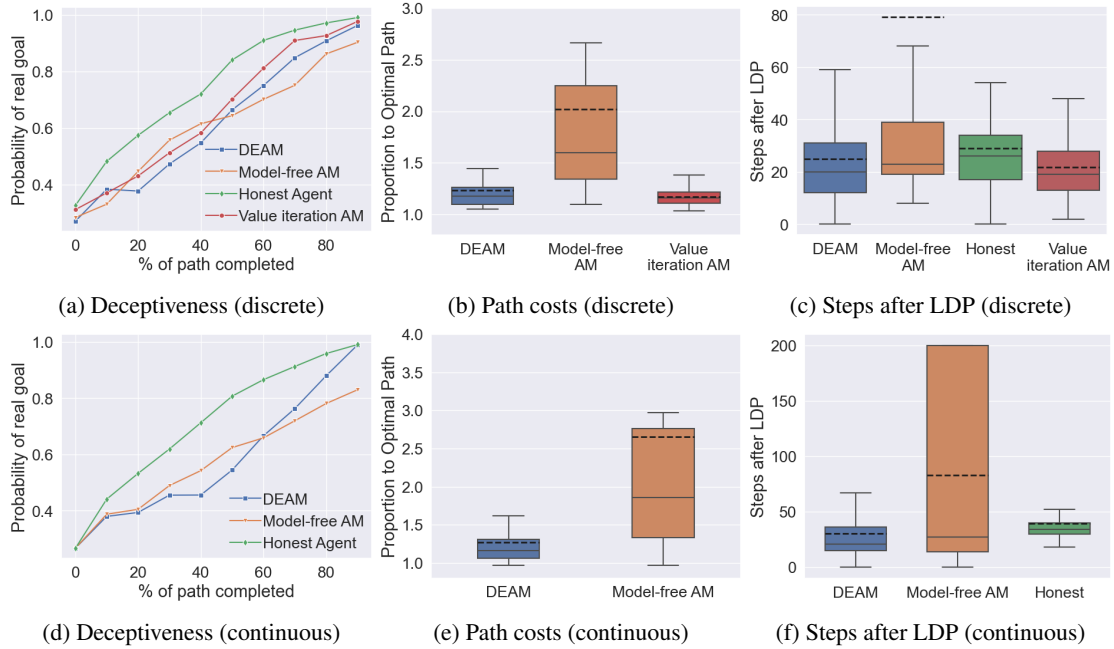 Probability of real goal
1.0
0.8
0.6
0.4
0 20 40 60 80
% of path completed
DEAM
Model-free AM
Honest Agent
Value iteration AM
(a) Deceptiveness (discrete)
Proportion to Optimal Path
3.0
2.5
2.0
1.5
1.0
DEAM Model-free AM Value iteration AM
(b) Path costs (discrete)
Steps after LDP
80
60
40
20
0
DEAM Model-free AM Honest Value iteration AM
(c) Steps after LDP (discrete)
Probability of real goal
1.0
0.8
0.6
0.4
0 20 40 60 80
% of path completed
DEAM
Model-free AM
Honest Agent
(d) Deceptiveness (continuous)
Proportion to Optimal Path
4.0
3.5
3.0
2.5
2.0
1.5
1.0
DEAM Model-free AM
(e) Path costs (continuous)
Steps after LDP
200
150
100
50
0
DEAM Model-free AM Honest
(f) Steps after LDP (continuous)